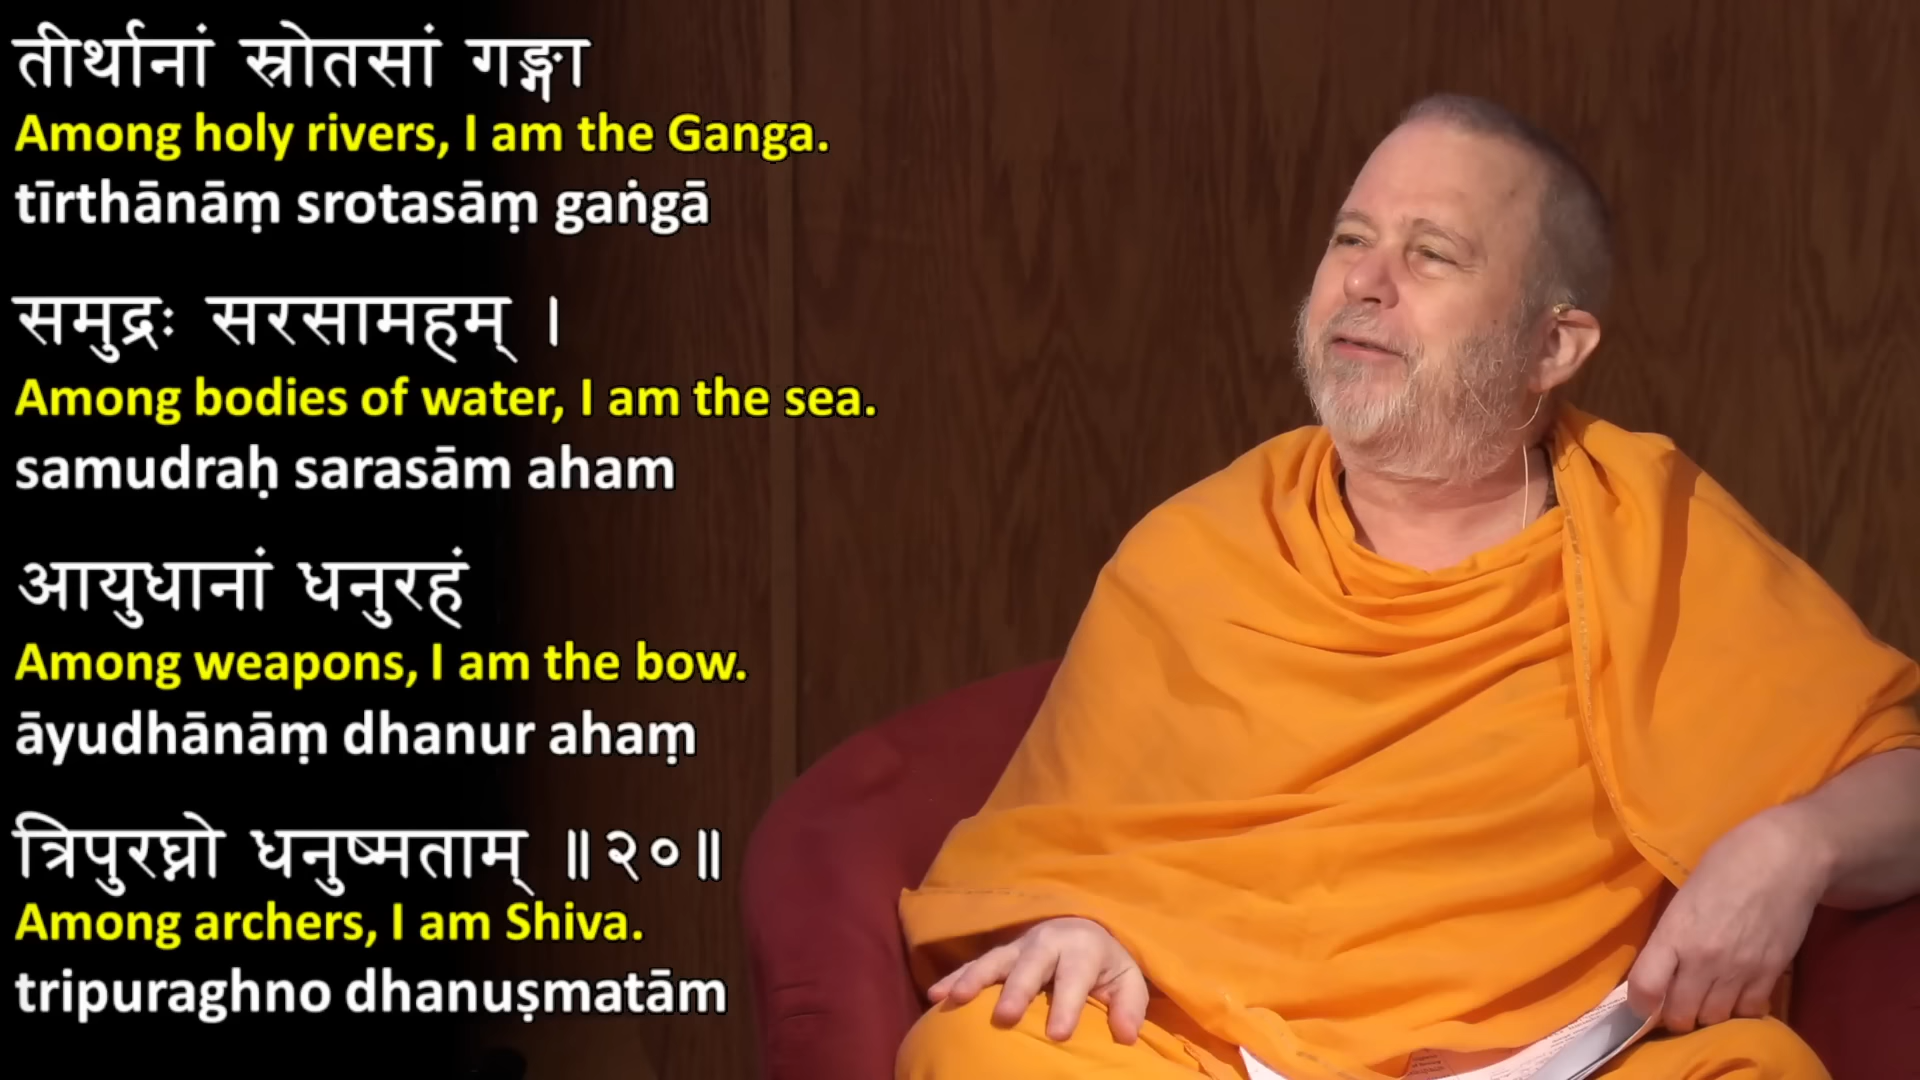 तीर्थानां स्रोतसां गङ्गा
Among holy rivers, I am the Ganga.
tīrthānāṃ srotasāṃ gaṅgā
समुद्रः सरसामहम् ।
Among bodies of water, I am the sea.
samudraḥ sarasām aham
आयुधानां धनुरहं
Among weapons, I am the bow.
āyudhānāṃ dhanur ahaṃ
त्रिपुरघ्नो धनुष्मताम् ॥२०॥
Among archers, I am Shiva.
tripuraghno dhanuṣmatām